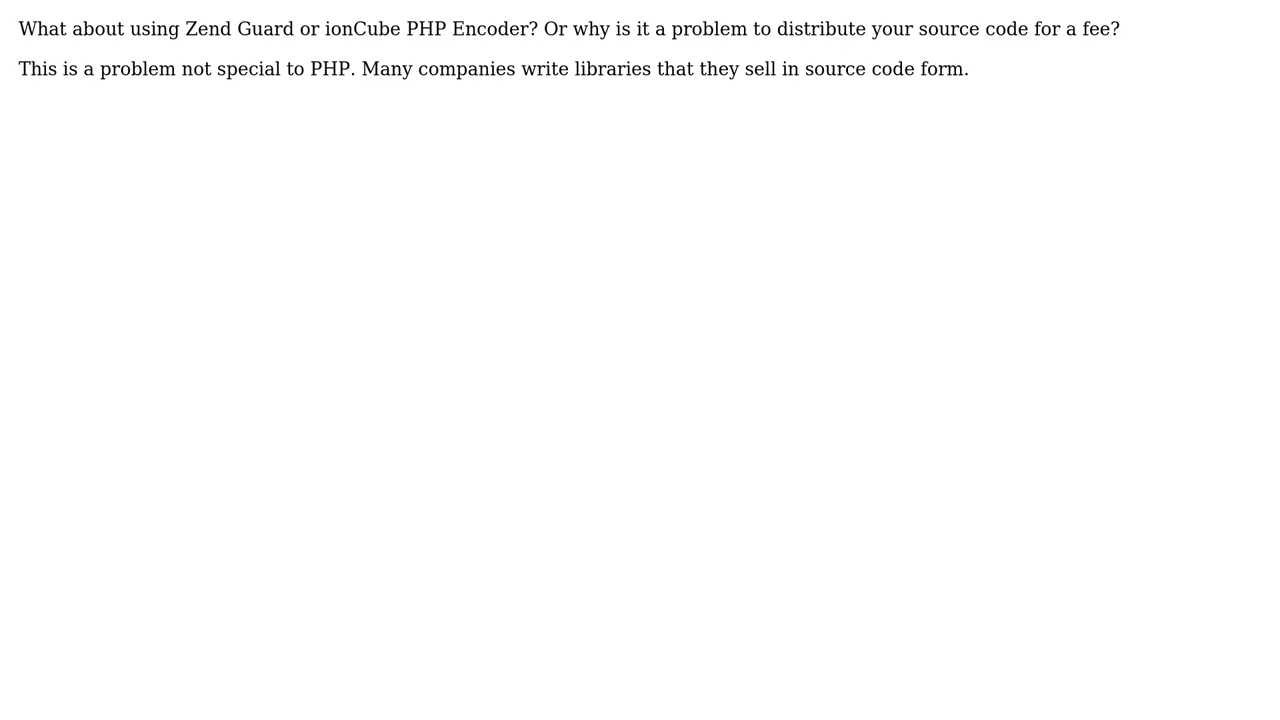 What about using Zend Guard or ionCube PHP Encoder? Or why is it a problem to distribute your source code for a fee?
This is a problem not special to PHP. Many companies write libraries that they sell in source code form.